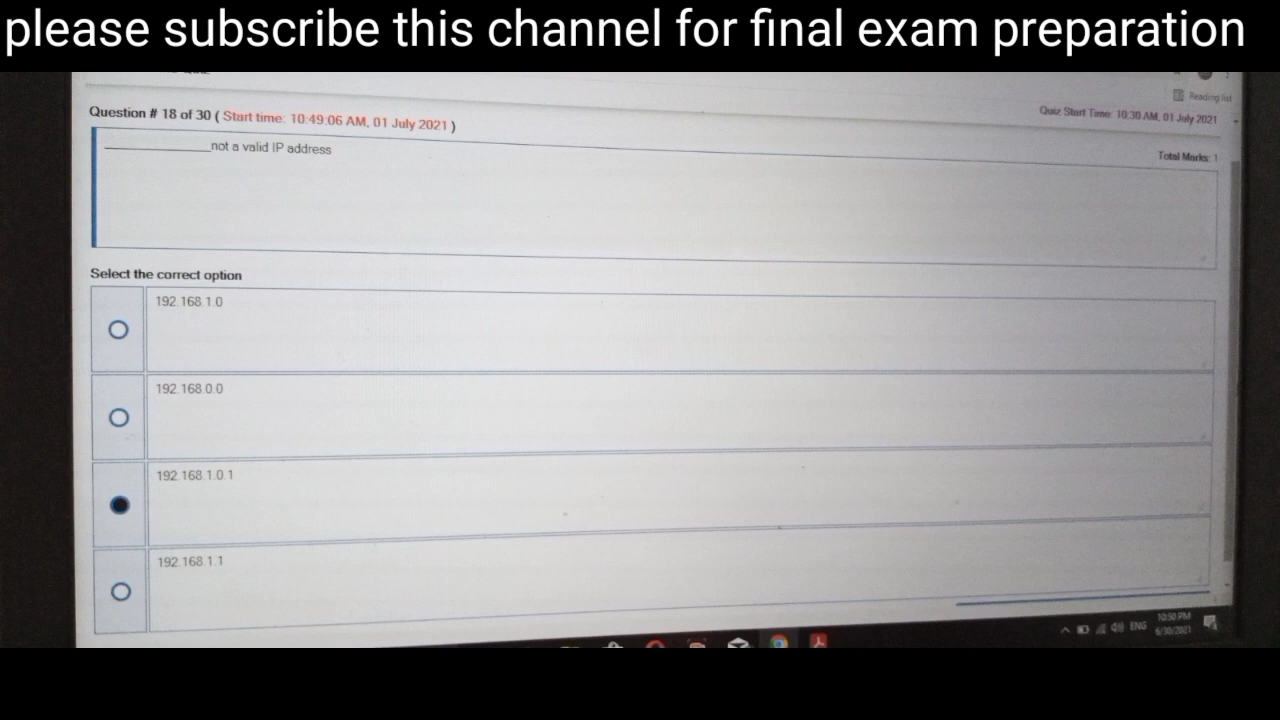 please subscribe this channel for final exam preparation
Reading list
Question # 18 of 30 ( Start time: 10:49:06 AM, 01 July 2021 )
Quiz Start Time: 10:30 AM, 01 July 2021
Total Marks: 1
____________not a valid IP address
Select the correct option
192.168.1.0
192.168.0.0
192.168.1.0.1
192.168.1.1
ENG
10:50 PM
6/30/2021